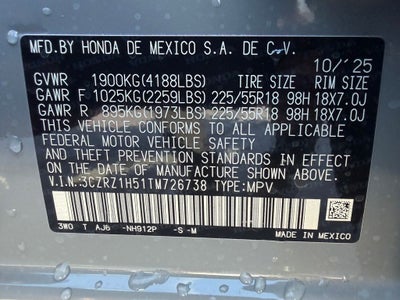 MFD.BY HONDA DE MEXICO S.A. DE C.V.
10/'25
GVWR 1900KG(4188LBS) TIRE SIZE RIM SIZE
GAWR F 1025KG(2259LBS) 225/55R18 98H 18X7.0J
GAWR R 895KG(1973LBS) 225/55R18 98H 18X7.0J
THIS VEHICLE CONFORMS TO ALL APPLICABLE
FEDERAL MOTOR VEHICLE SAFETY
AND THEFT PREVENTION STANDARDS IN EFFECT
ON THE DATE OF MANUFACTURE SHOWN ABOVE.
V.I.N.:3CZRZ1H51TM726738 TYPE:MPV
3W0 T AJ6 -NH912P -S -M
MADE IN MEXICO